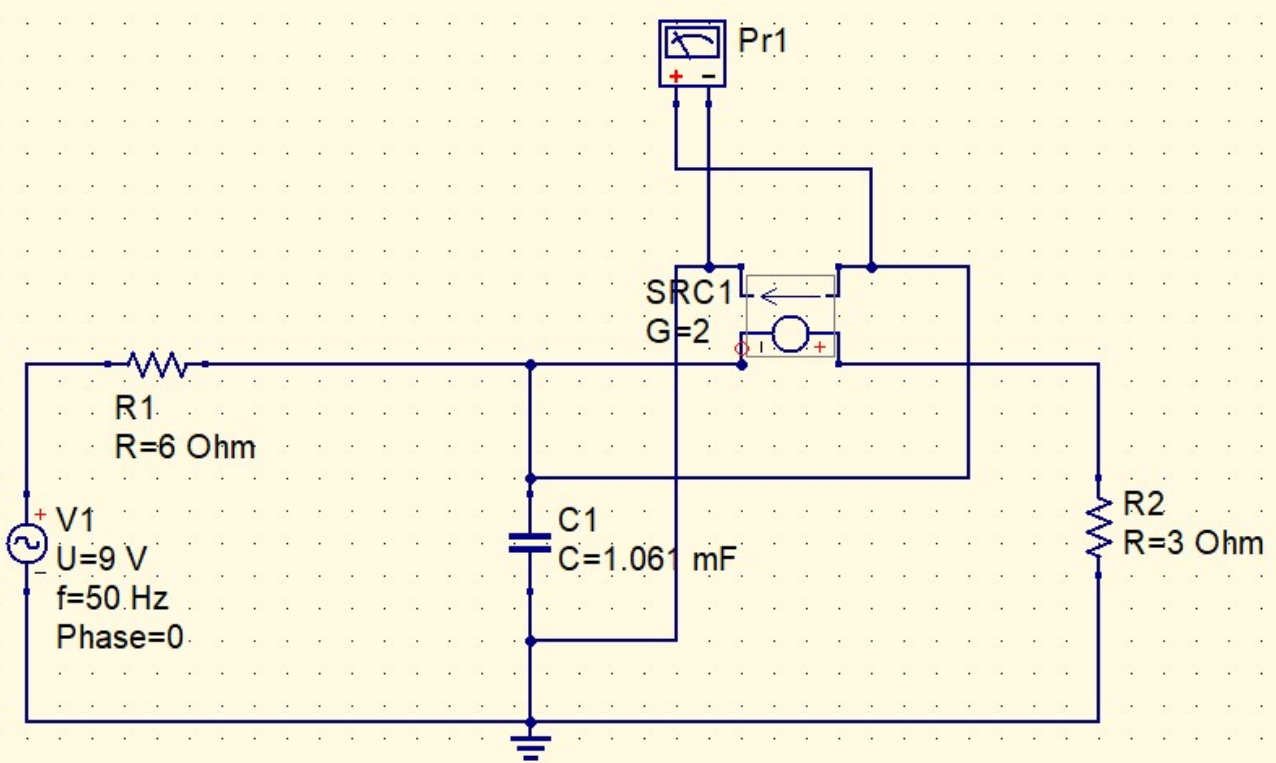 Pr1
+ −
SRC1
G=2
I +
R1
R=6 Ohm
+
V1
U=9 V
−
f=50 Hz
Phase=0
C1
C=1.061 mF
R2
R=3 Ohm